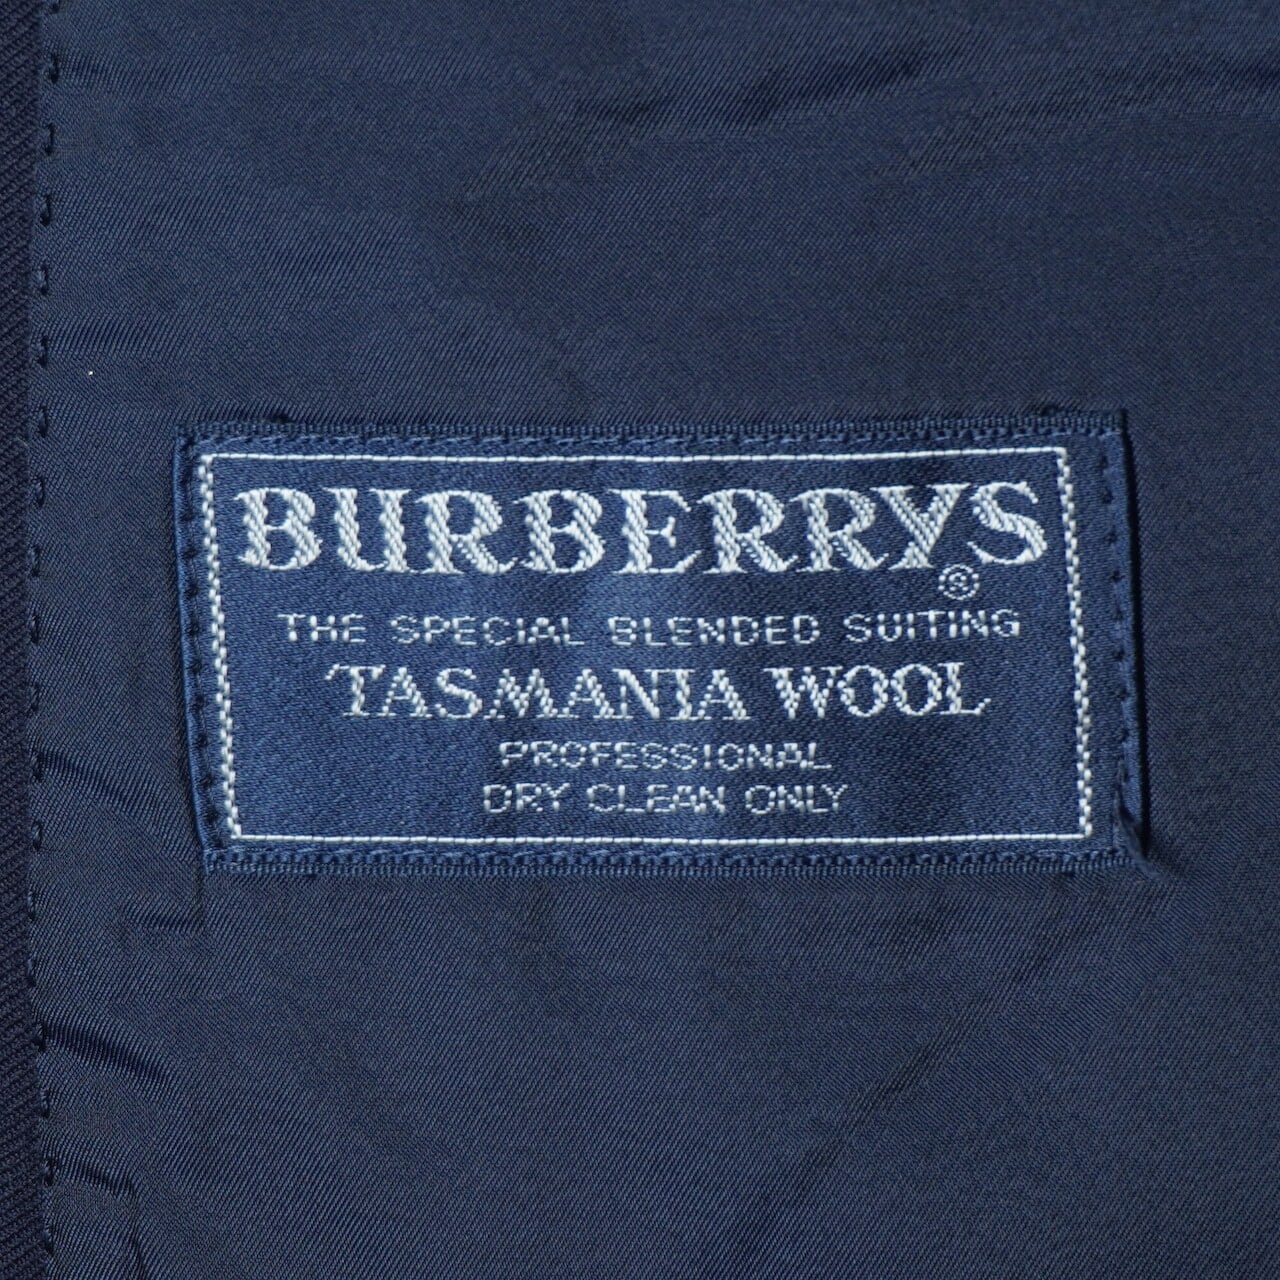 BURBERRYS
®
THE SPECIAL BLENDED SUITING
TASMANIA WOOL
PROFESSIONAL
DRY CLEAN ONLY